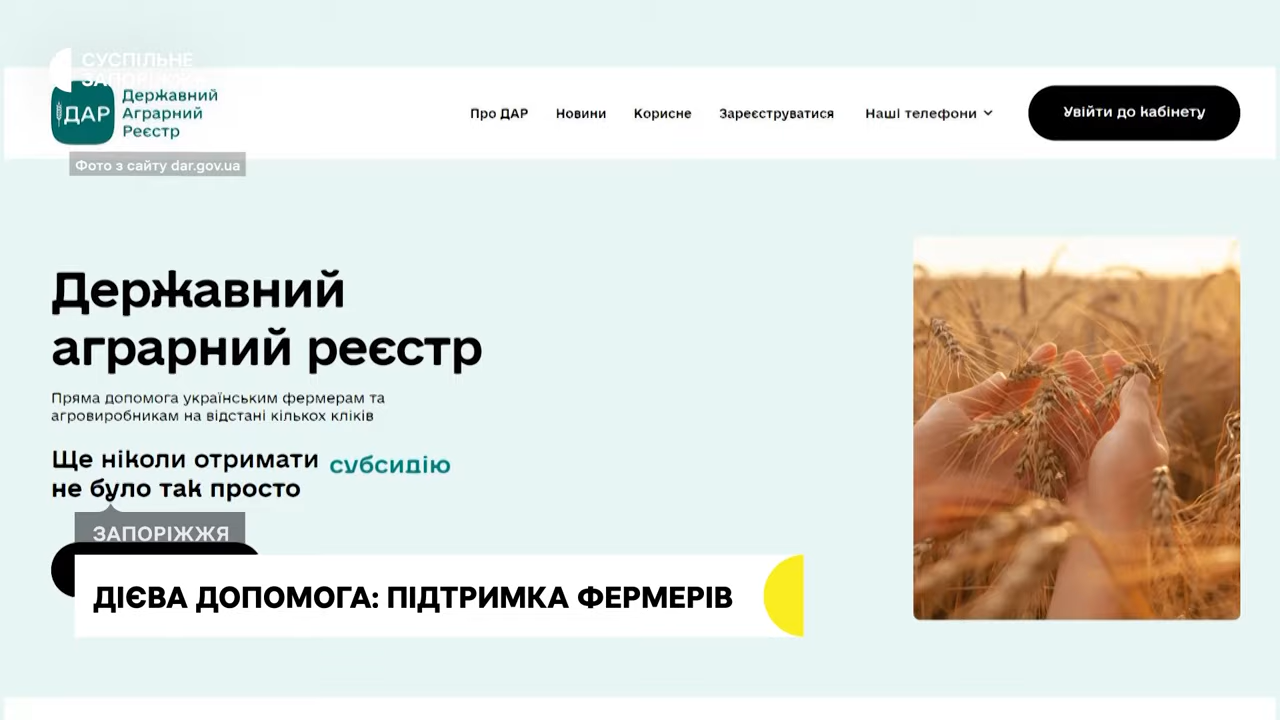 СУСПІЛЬНЕ
ЗАПОРІЖЖЯ
ДАР
Державний
Аграрний
Реєстр
Про ДАР
Новини
Корисне
Зареєструватися
Наші телефони
Увійти до кабінету
Фото з сайту dar.gov.ua
Державний
аграрний реєстр
Пряма допомога українським фермерам та
агровиробникам на відстані кількох кліків
Ще ніколи отримати субсидію
не було так просто
ЗАПОРІЖЖЯ
ДІЄВА ДОПОМОГА: ПІДТРИМКА ФЕРМЕРІВ